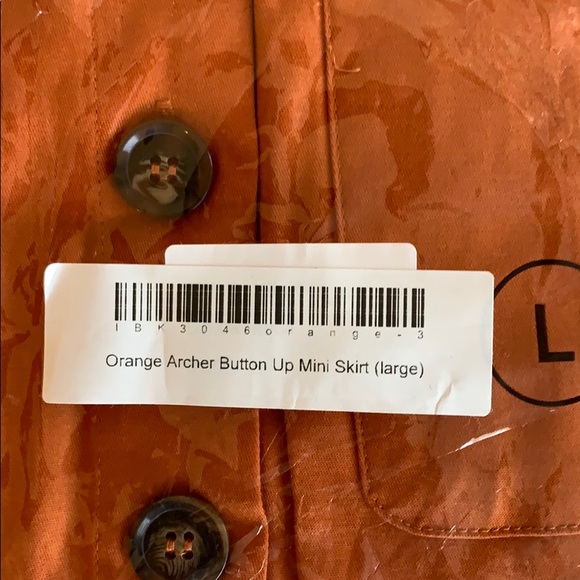 IBK3046orange-3
Orange Archer Button Up Mini Skirt (large)
L